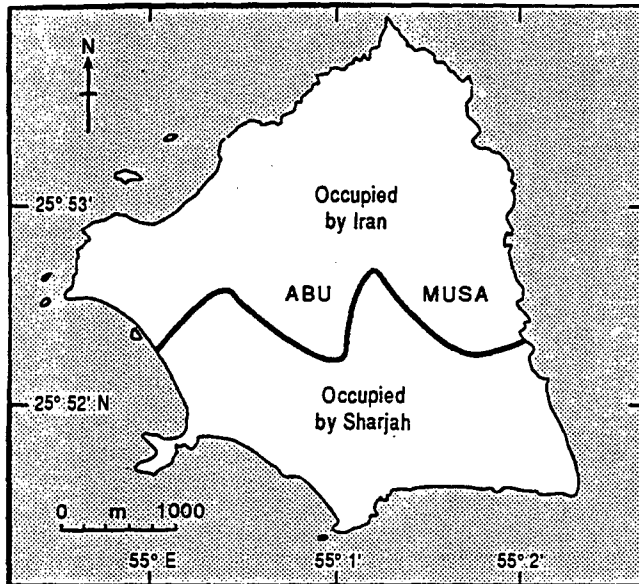 N
Occupied
by Iran
25° 53'
ABU MUSA
25° 52' N
Occupied
by Sharjah
0 m 1000
55° E 55° 1' 55° 2'